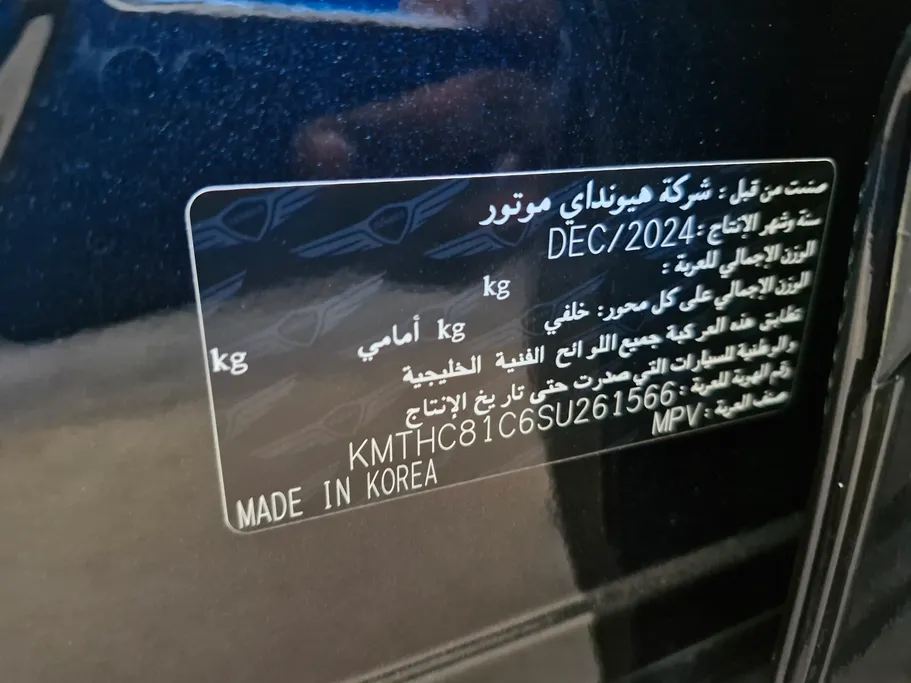 صنعت من قبل : شركة هيونداي موتور
سنة وشهر الإنتاج : DEC/2024
الوزن الإجمالي للعربة : kg
الوزن الإجمالي على كل محور: خلفي kg أمامي kg
تطابق هذه المركبة جميع اللوائح الفنية الخليجية
والوطنية للسيارات التي صدرت حتى تاريخ الإنتاج
رقم الهوية للعربة : KMTHC81C6SU261566
صنف العربة : MPV
MADE IN KOREA